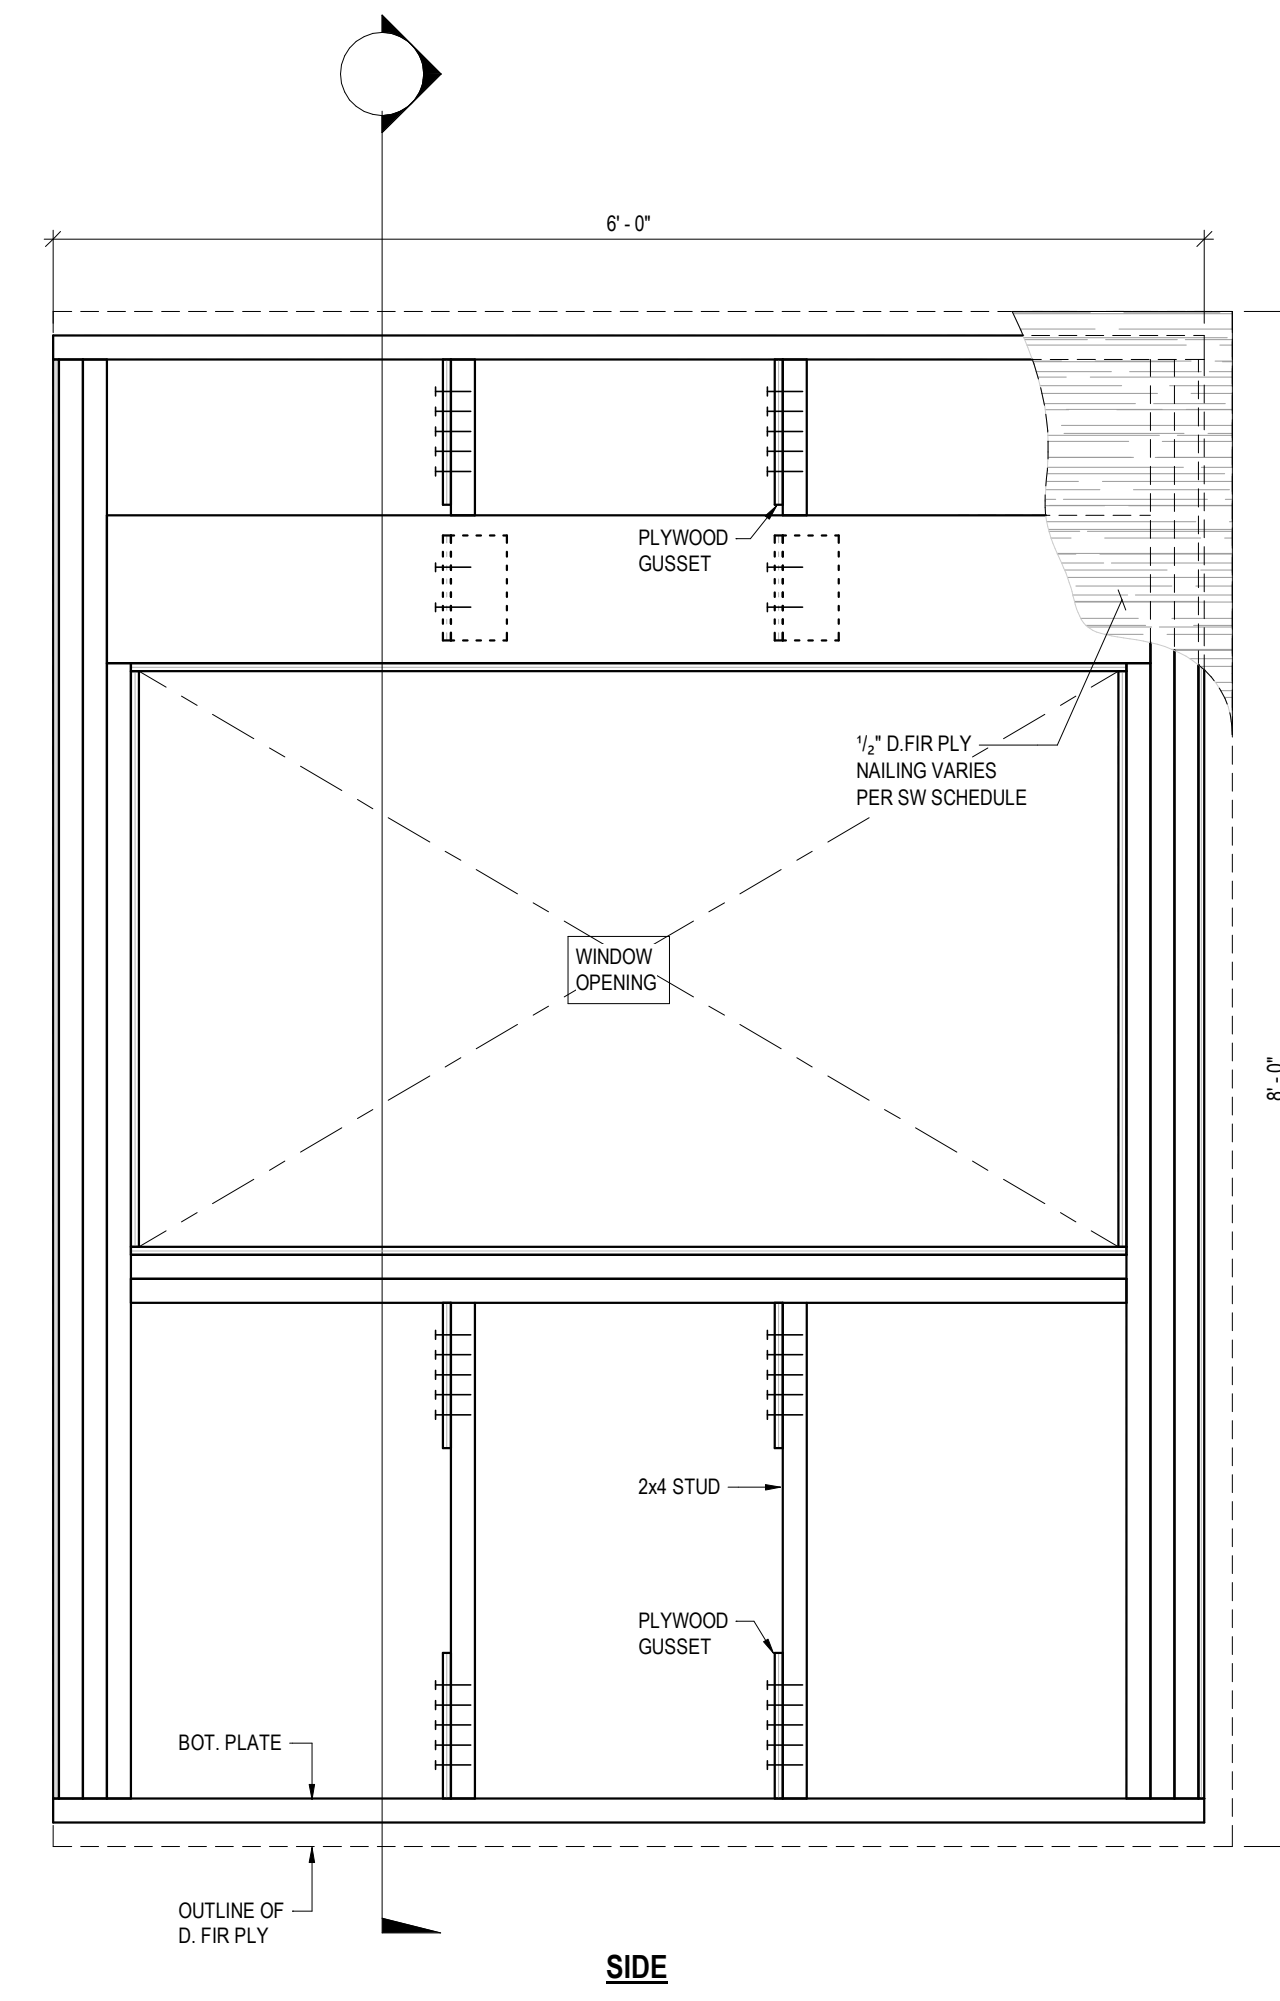 6' - 0"
PLYWOOD
GUSSET
1/2" D.FIR PLY
NAILING VARIES
PER SW SCHEDULE
WINDOW
OPENING
8' - 0"
2x4 STUD
PLYWOOD
GUSSET
BOT. PLATE
OUTLINE OF
D. FIR PLY
SIDE